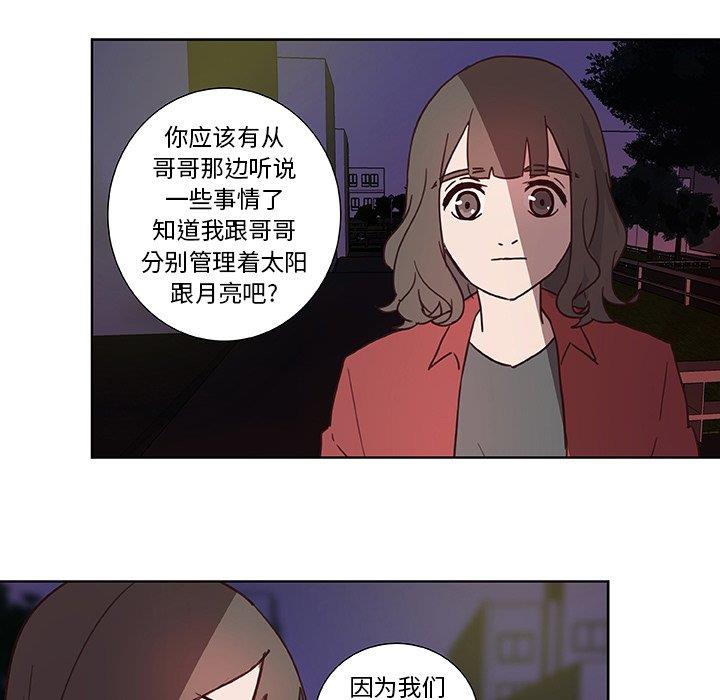 你应该有从
哥哥那边听说
一些事情了
知道我跟哥哥
分别管理着太阳
跟月亮吧?
因为我们